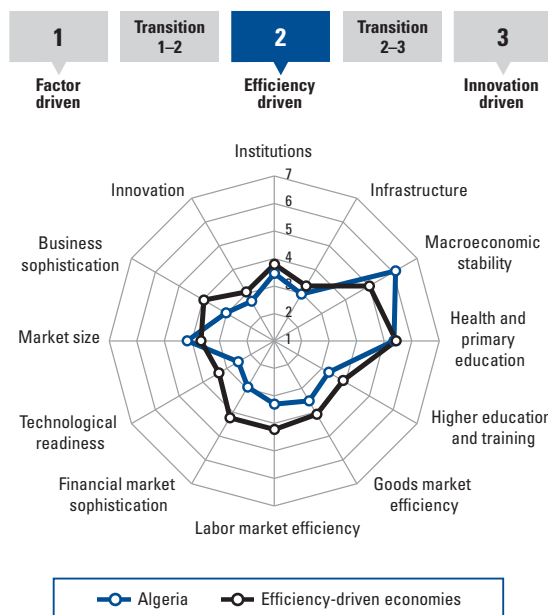 1
Transition
1–2
2
Transition
2–3
3
Factor
driven
Efficiency
driven
Innovation
driven
Institutions
Innovation
Infrastructure
Business
sophistication
Macroeconomic
stability
Market size
Health and
primary
education
Technological
readiness
Higher education
and training
Financial market
sophistication
Goods market
efficiency
Labor market efficiency
7
6
5
4
3
2
1
Algeria
Efficiency-driven economies